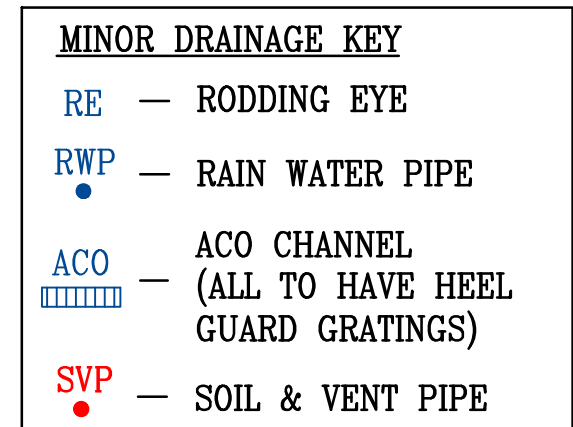 MINOR DRAINAGE KEY
RE — RODDING EYE
RWP — RAIN WATER PIPE
ACO — ACO CHANNEL
(ALL TO HAVE HEEL
GUARD GRATINGS)
SVP — SOIL & VENT PIPE